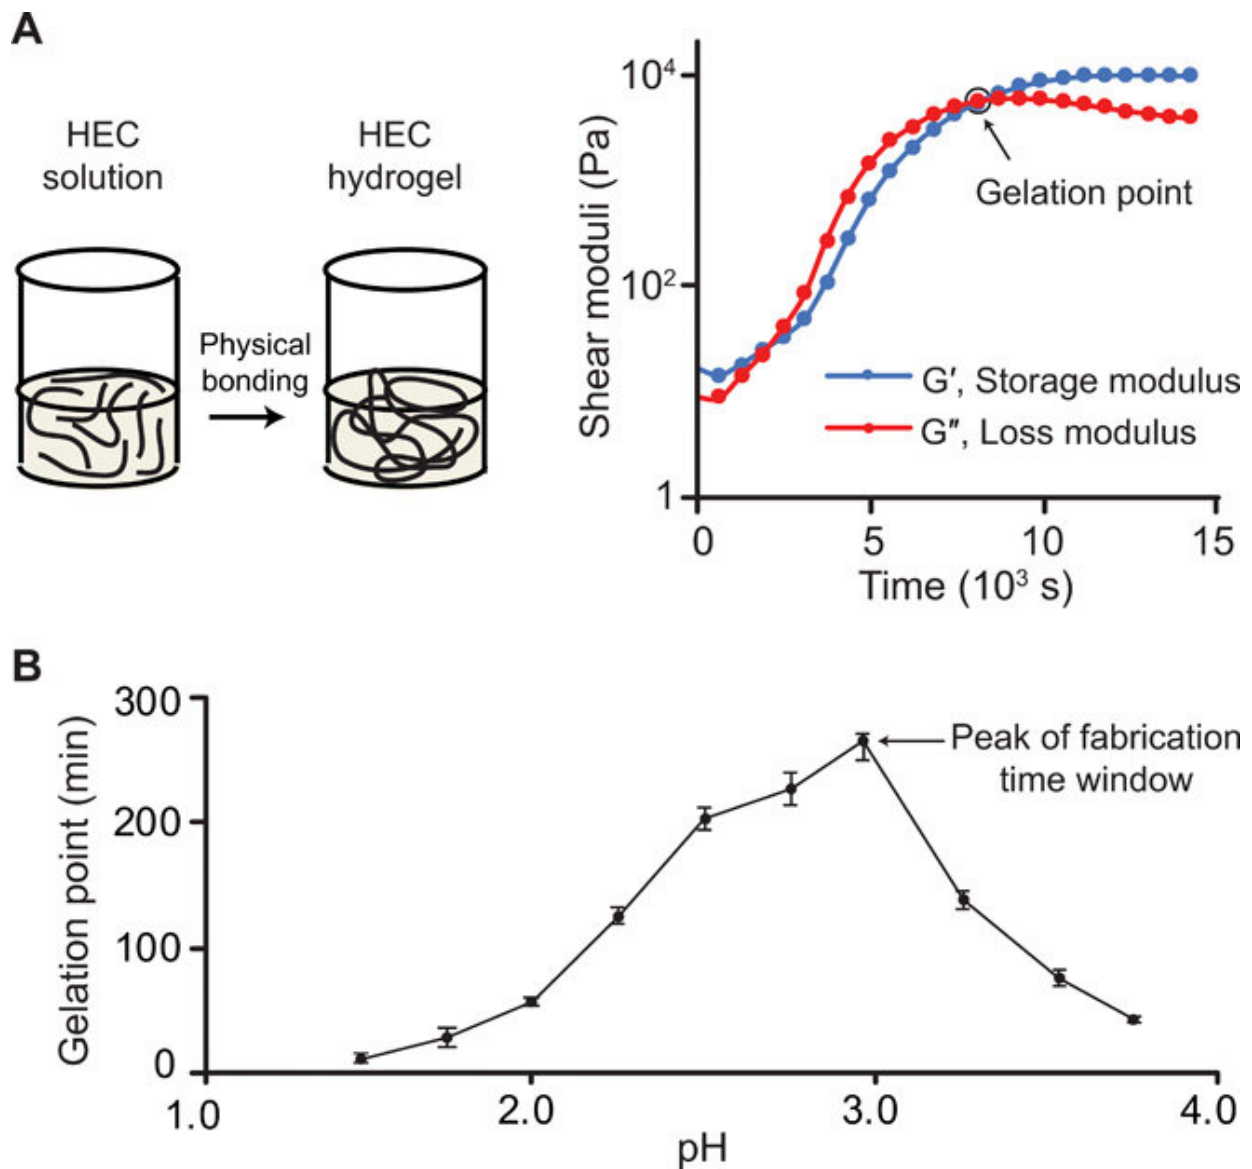 A
HEC
solution
HEC
hydrogel
Physical
bonding
Shear moduli (Pa)
10⁴
10²
1
Gelation point
G′, Storage modulus
G″, Loss modulus
0
5
10
15
Time (10³ s)
B
Gelation point (min)
300
200
100
0
Peak of fabrication
time window
1.0
2.0
3.0
4.0
pH